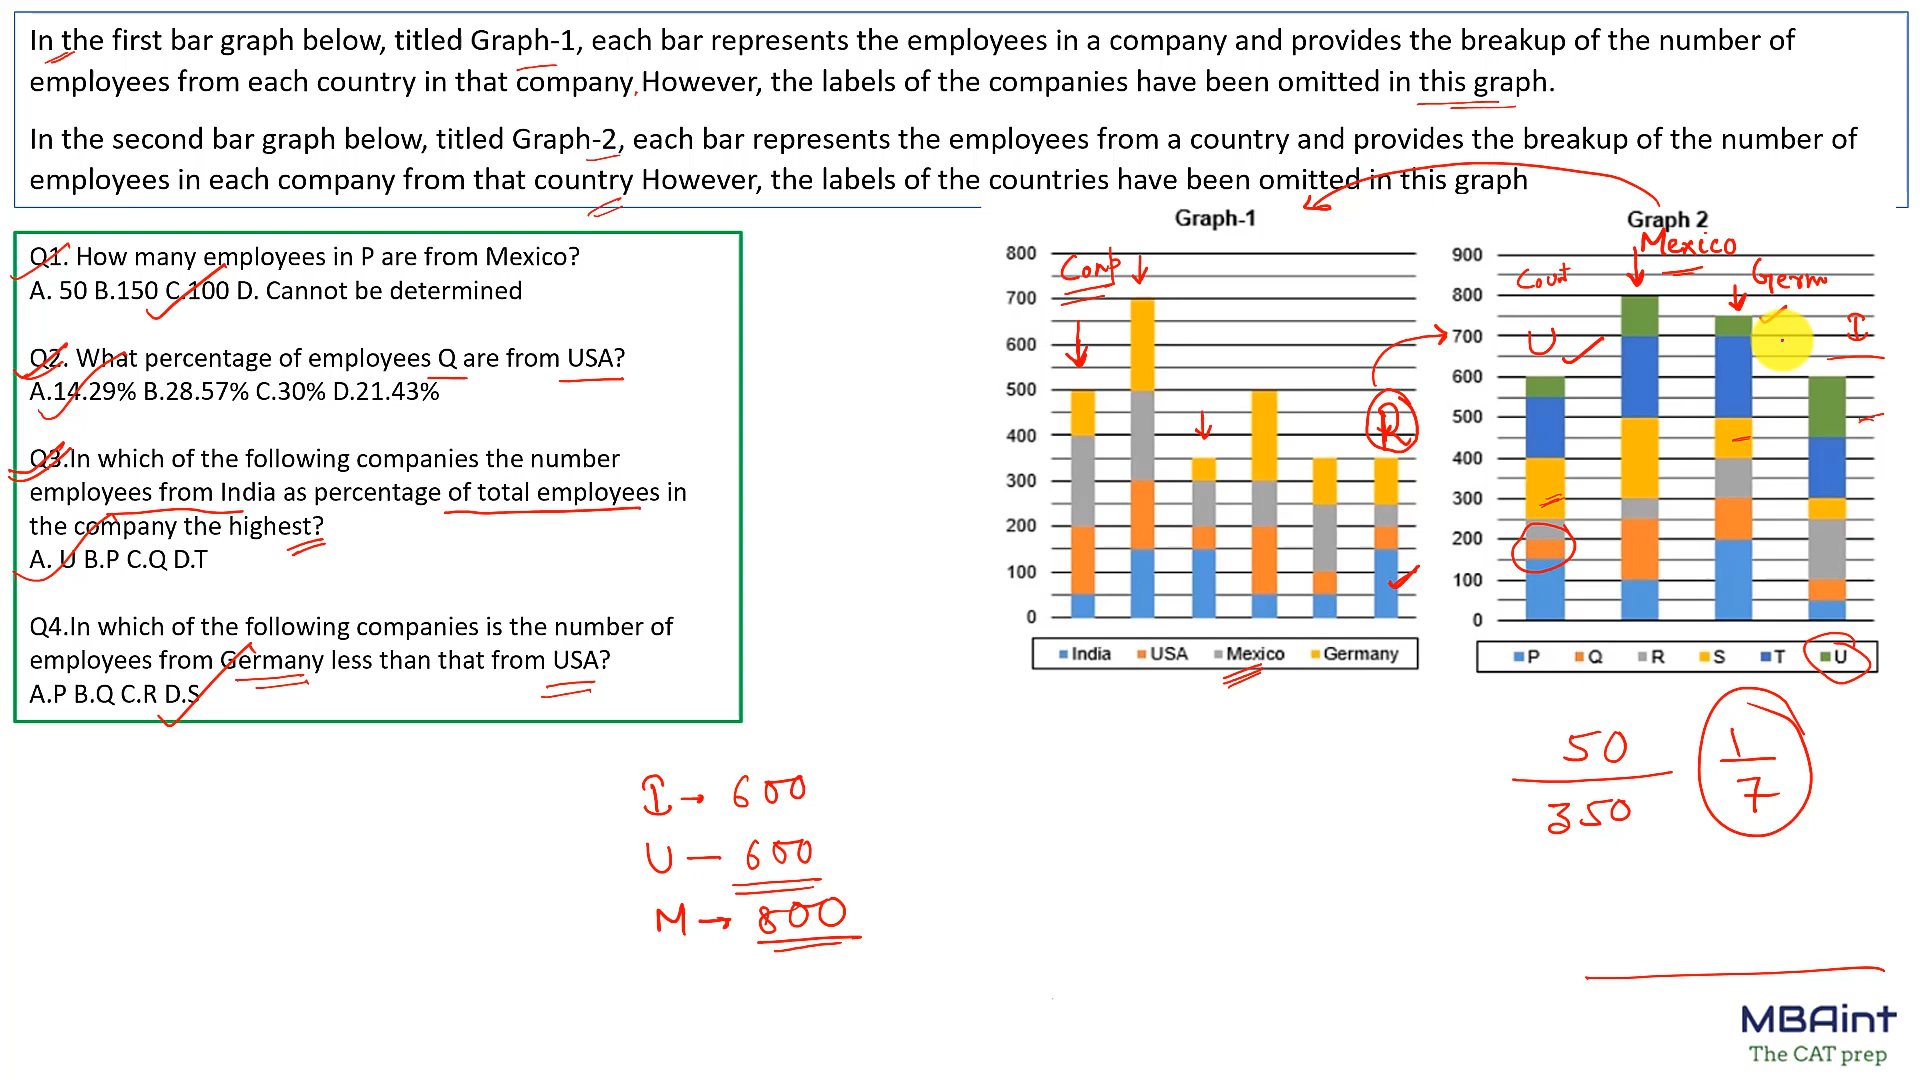 In the first bar graph below, titled Graph-1, each bar represents the employees in a company and provides the breakup of the number of
employees from each country in that company, However, the labels of the companies have been omitted in this graph.
In the second bar graph below, titled Graph-2, each bar represents the employees from a country and provides the breakup of the number of
employees in each company from that country However, the labels of the countries have been omitted in this graph
Q1. How many employees in P are from Mexico?
A. 50 B.150 C.100 D. Cannot be determined
Q2. What percentage of employees Q are from USA?
A.14.29% B.28.57% C.30% D.21.43%
Q3.In which of the following companies the number
employees from India as percentage of total employees in
the company the highest?
A. U B.P C.Q D.T
Q4.In which of the following companies is the number of
employees from Germany less than that from USA?
A.P B.Q C.R D.S
Graph-1
800
700
600
500
400
300
200
100
0
Comp
R
India USA Mexico Germany
Graph 2
900
800
700
600
500
400
300
200
100
0
Count
Mexico
Germ
U
I
P Q R S T U
I → 600
U — 600
M → 800
50
350
1
7
MBAint
The CAT prep